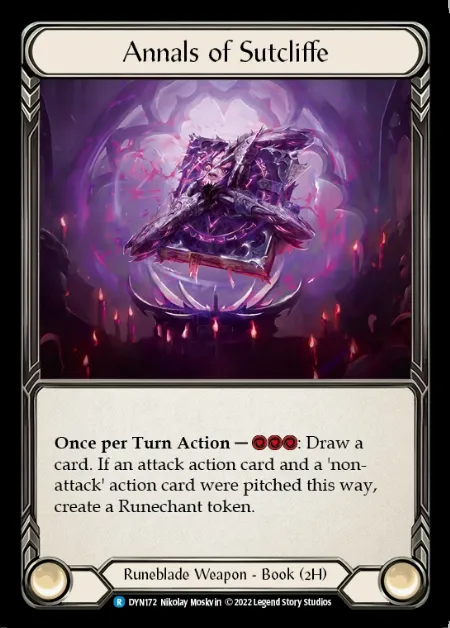 Annals of Sutcliffe
Once per Turn Action — : Draw a
card. If an attack action card and a 'non-
attack' action card were pitched this way,
create a Runechant token.
Runeblade Weapon - Book (2H)
R DYN172 Nikolay Moskvin © 2022 Legend Story Studios